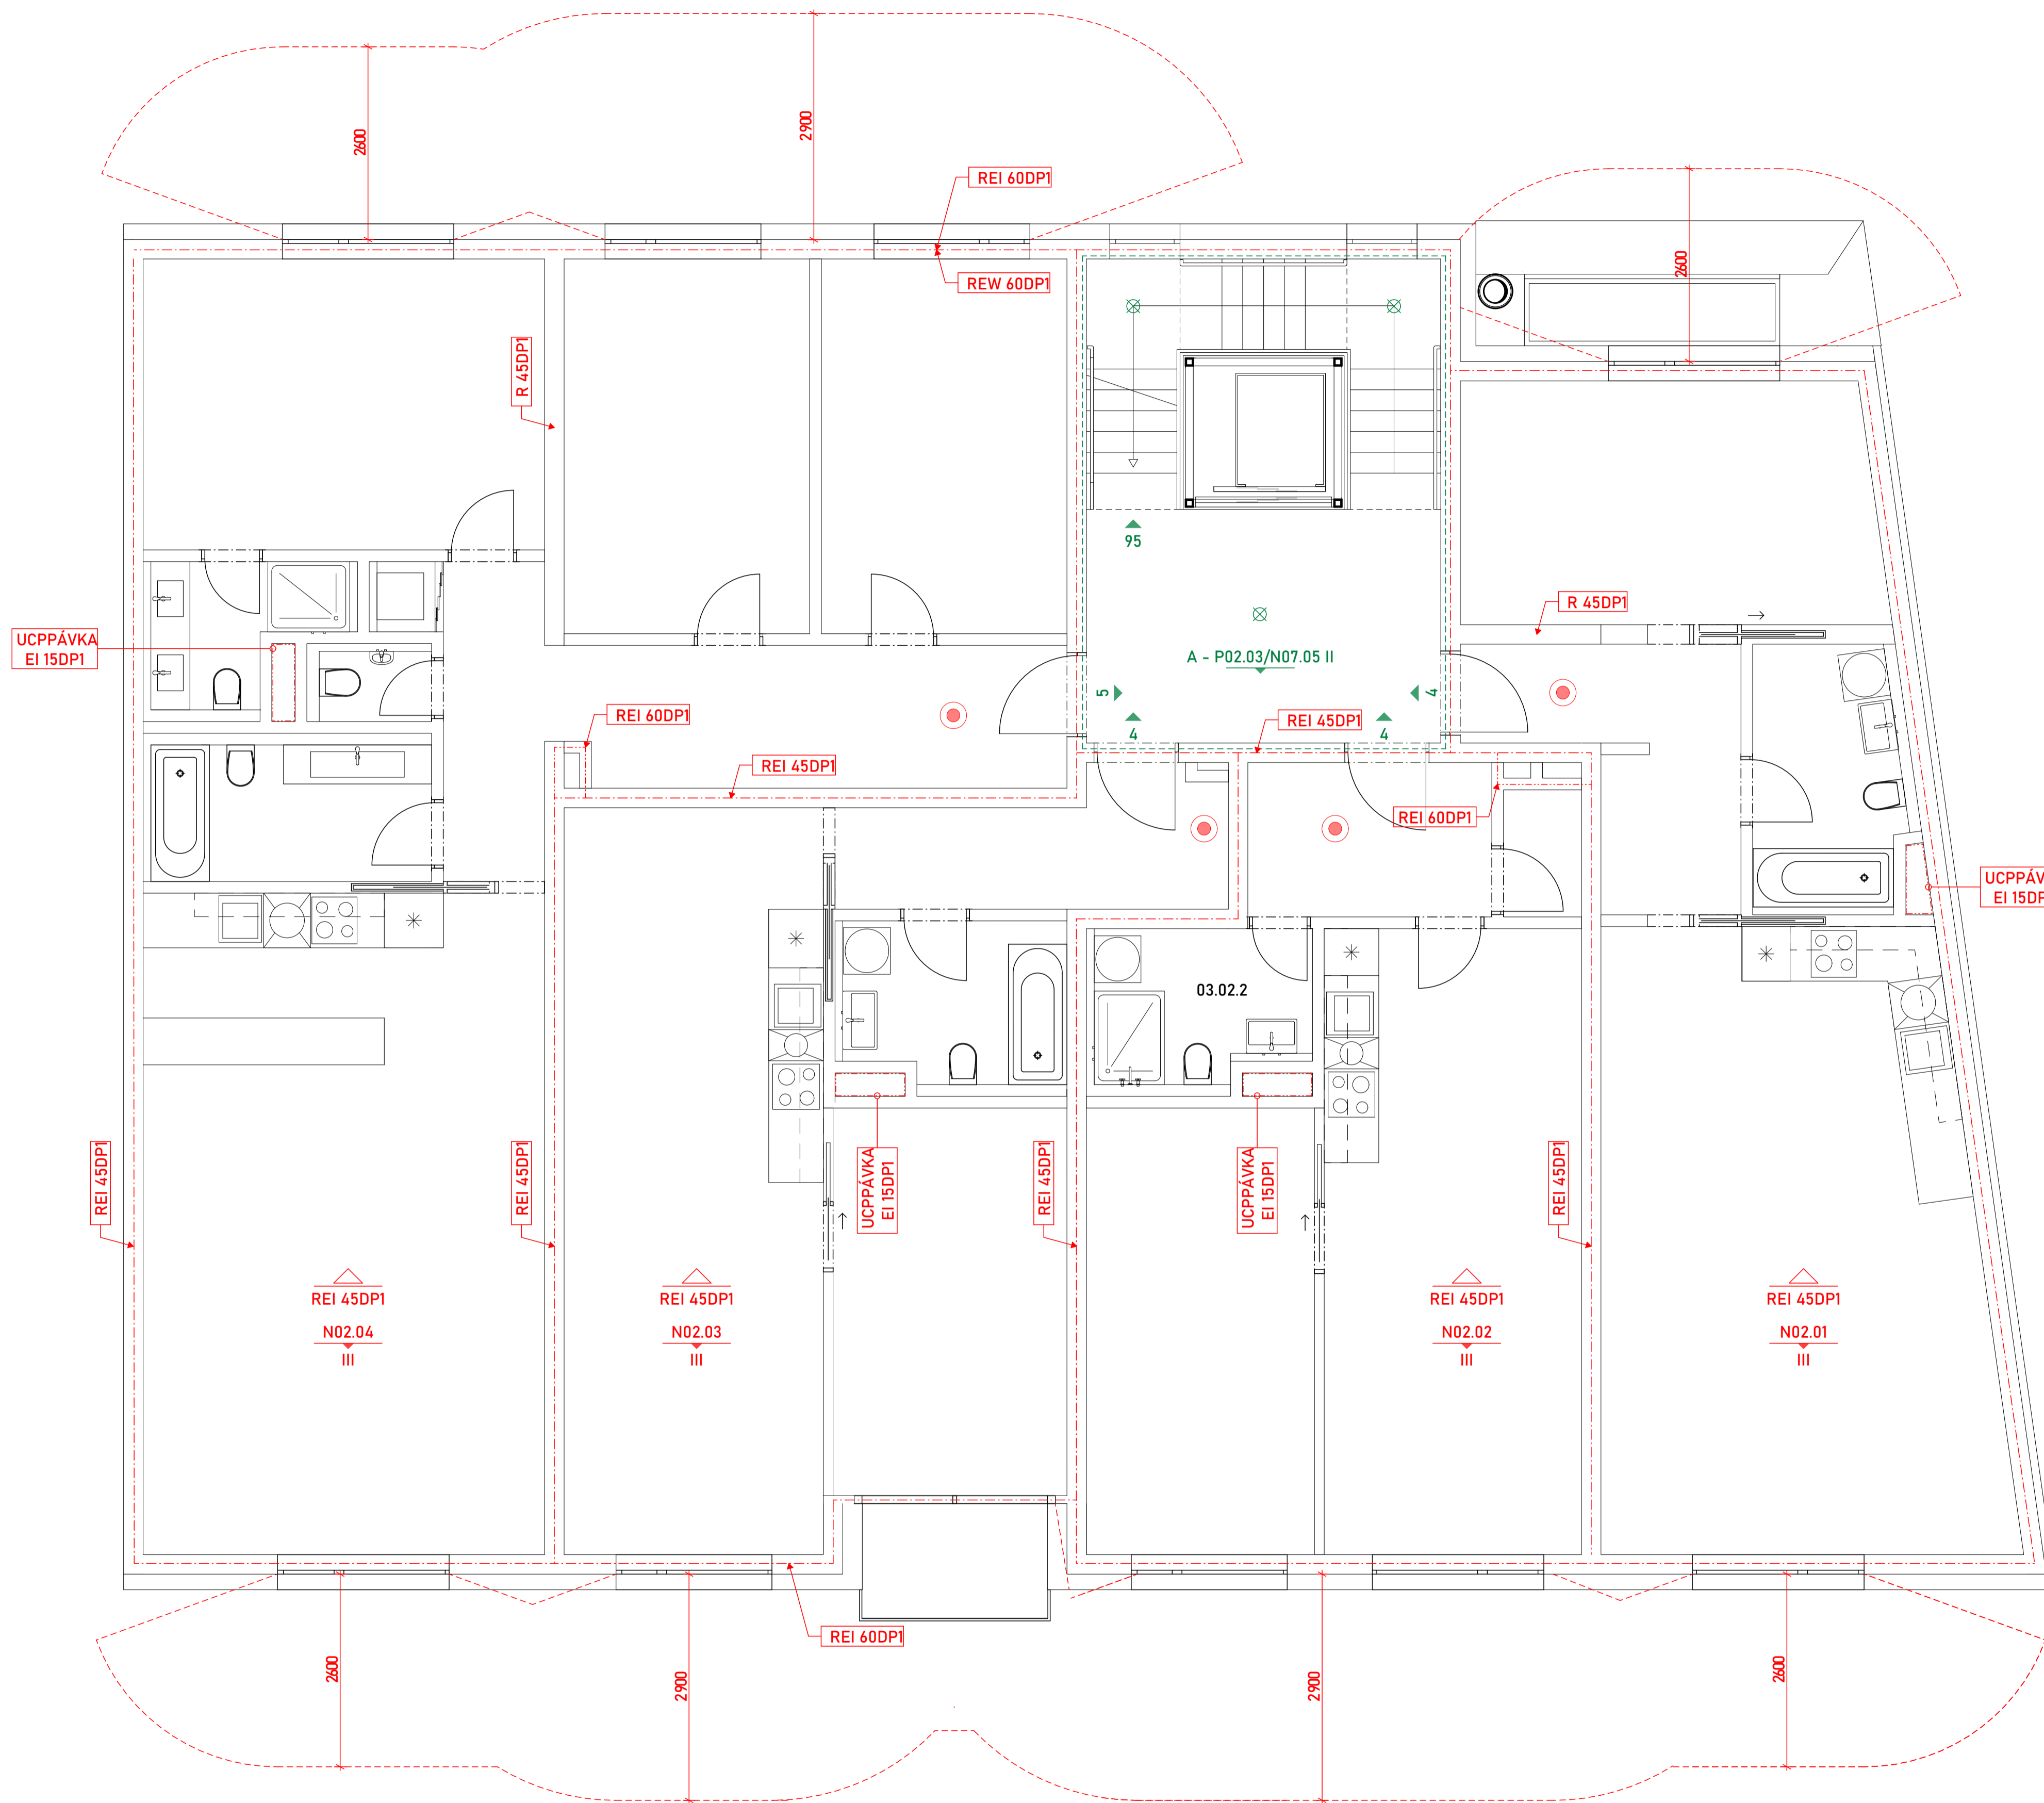 2600
2900
REI 60DP1
REW 60DP1
2600
R 45DP1
95
R 45DP1
UCPPÁVKA
EI 15DP1
A - P02.03/N07.05 II
5
4
4
4
REI 60DP1
REI 45DP1
REI 45DP1
REI 60DP1
UCPPÁV
EI 15DP
03.02.2
REI 45DP1
REI 45DP1
UCPPÁVKA
EI 15DP1
REI 45DP1
UCPPÁVKA
EI 15DP1
REI 45DP1
REI 45DP1
N02.04
III
REI 45DP1
N02.03
III
REI 45DP1
N02.02
III
REI 45DP1
N02.01
III
REI 60DP1
2600
2900
2900
2600